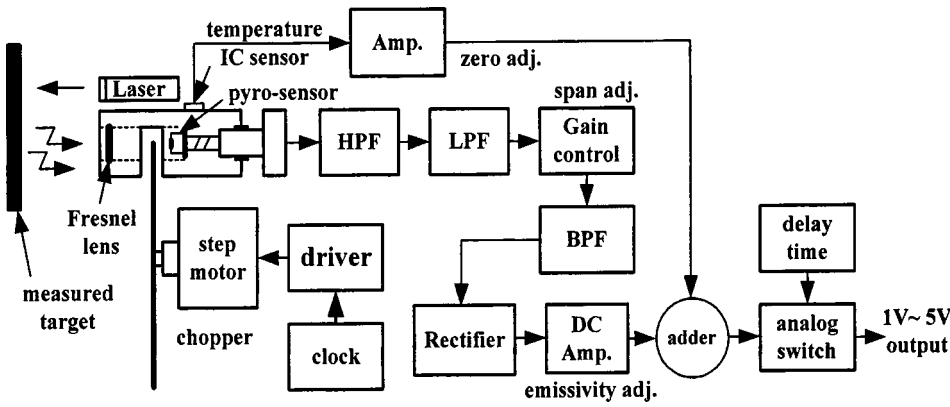 temperature
IC sensor
Amp.
zero adj.
Laser
pyro-sensor
span adj.
HPF
LPF
Gain
control
Fresnel
lens
BPF
delay
time
step
motor
driver
measured
target
chopper
clock
Rectifier
DC
Amp.
emissivity adj.
adder
analog
switch
1V~ 5V
output